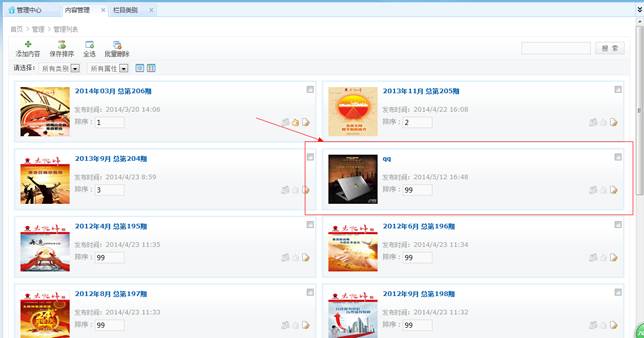 管理中心 内容管理 栏目类别
首页 > 管理 > 管理列表
添加内容 保存排序 全选 批量删除 搜 索
请选择： 所有类别 所有属性
2014年03月 总第206期 2013年11月 总第205期
发布时间：2014/3/20 14:06 发布时间：2014/4/22 16:08
排序： 1 排序： 2
2013年9月 总第204期 qq
发布时间：2014/4/23 8:59 发布时间：2014/5/12 16:48
排序： 3 排序： 99
2012年4月 总第195期 2012年6月 总第196期
发布时间：2014/4/23 11:35 发布时间：2014/4/23 11:34
排序： 99 排序： 99
2012年8月 总第197期 2012年9月 总第198期
发布时间：2014/4/23 11:33 发布时间：2014/4/23 11:32
排序： 99 排序： 99